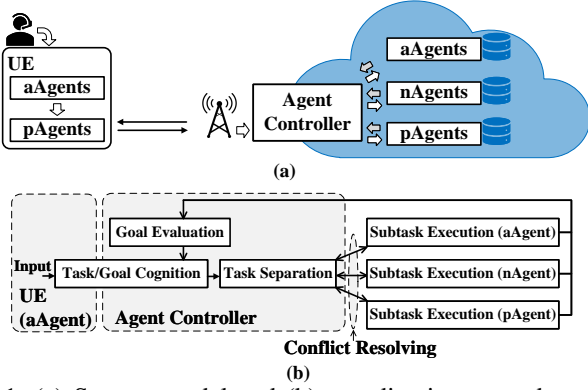 UE
aAgents
pAgents
Agent
Controller
aAgents
nAgents
pAgents
(a)
Goal Evaluation
Input
Task/Goal Cognition
Task Separation
Subtask Execution (aAgent)
Subtask Execution (nAgent)
Subtask Execution (pAgent)
UE
(aAgent)
Agent Controller
Conflict Resolving
(b)